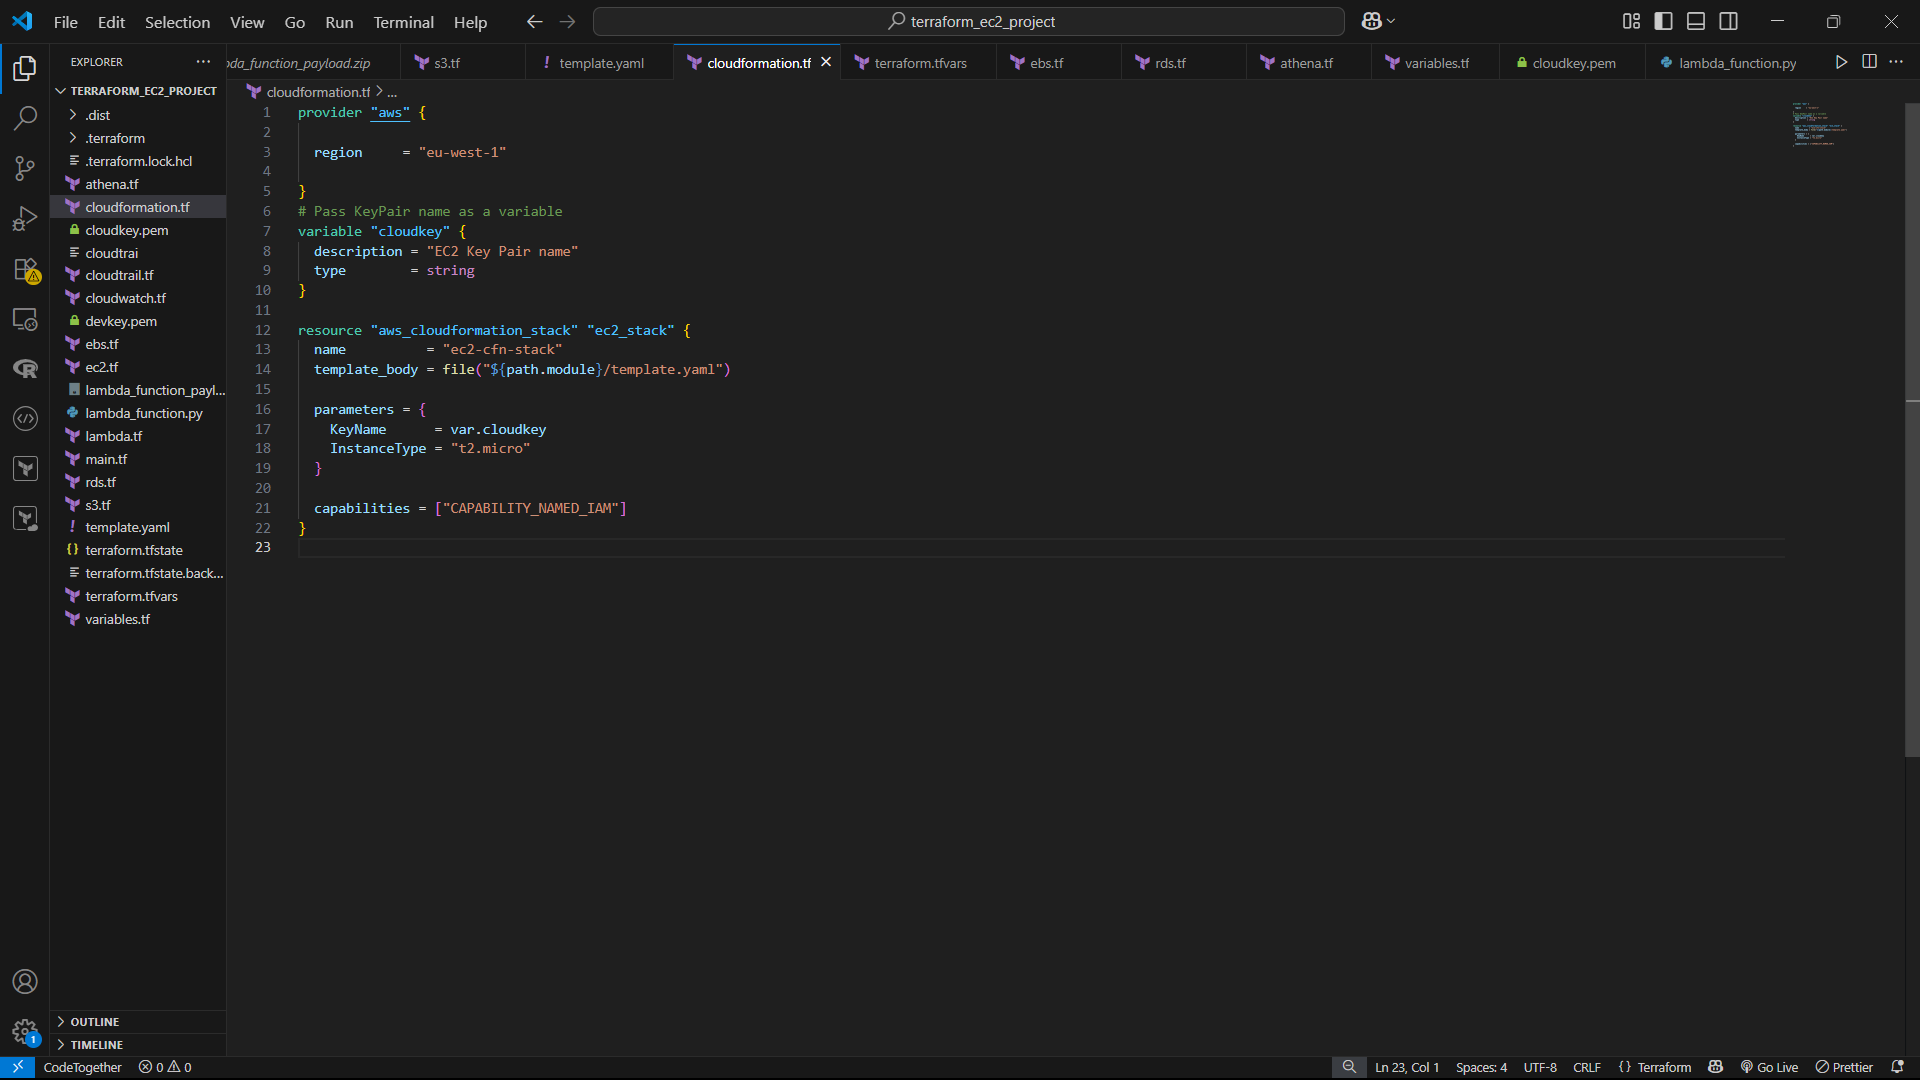 File Edit Selection View Go Run Terminal Help
terraform_ec2_project
EXPLORER
da_function_payload.zip
s3.tf
! template.yaml
cloudformation.tf
terraform.tfvars
ebs.tf
rds.tf
athena.tf
variables.tf
cloudkey.pem
lambda_function.py
TERRAFORM_EC2_PROJECT
.dist
.terraform
.terraform.lock.hcl
athena.tf
cloudformation.tf
cloudkey.pem
cloudtrai
cloudtrail.tf
cloudwatch.tf
devkey.pem
ebs.tf
ec2.tf
lambda_function_payl...
lambda_function.py
lambda.tf
main.tf
rds.tf
s3.tf
! template.yaml
{} terraform.tfstate
terraform.tfstate.back...
terraform.tfvars
variables.tf
OUTLINE
TIMELINE
cloudformation.tf > ...
1 provider "aws" {
2
3   region     = "eu-west-1"
4
5 }
6 # Pass KeyPair name as a variable
7 variable "cloudkey" {
8   description = "EC2 Key Pair name"
9   type        = string
10 }
11
12 resource "aws_cloudformation_stack" "ec2_stack" {
13   name          = "ec2-cfn-stack"
14   template_body = file("${path.module}/template.yaml")
15
16   parameters = {
17     KeyName      = var.cloudkey
18     InstanceType = "t2.micro"
19   }
20
21   capabilities = ["CAPABILITY_NAMED_IAM"]
22 }
23
1
CodeTogether 0 0
Ln 23, Col 1 Spaces: 4 UTF-8 CRLF {} Terraform Go Live Prettier